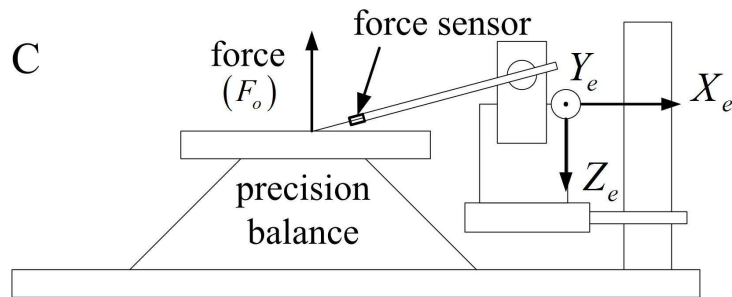 C
force sensor
force
(F_o)
Y_e
X_e
Z_e
precision
balance